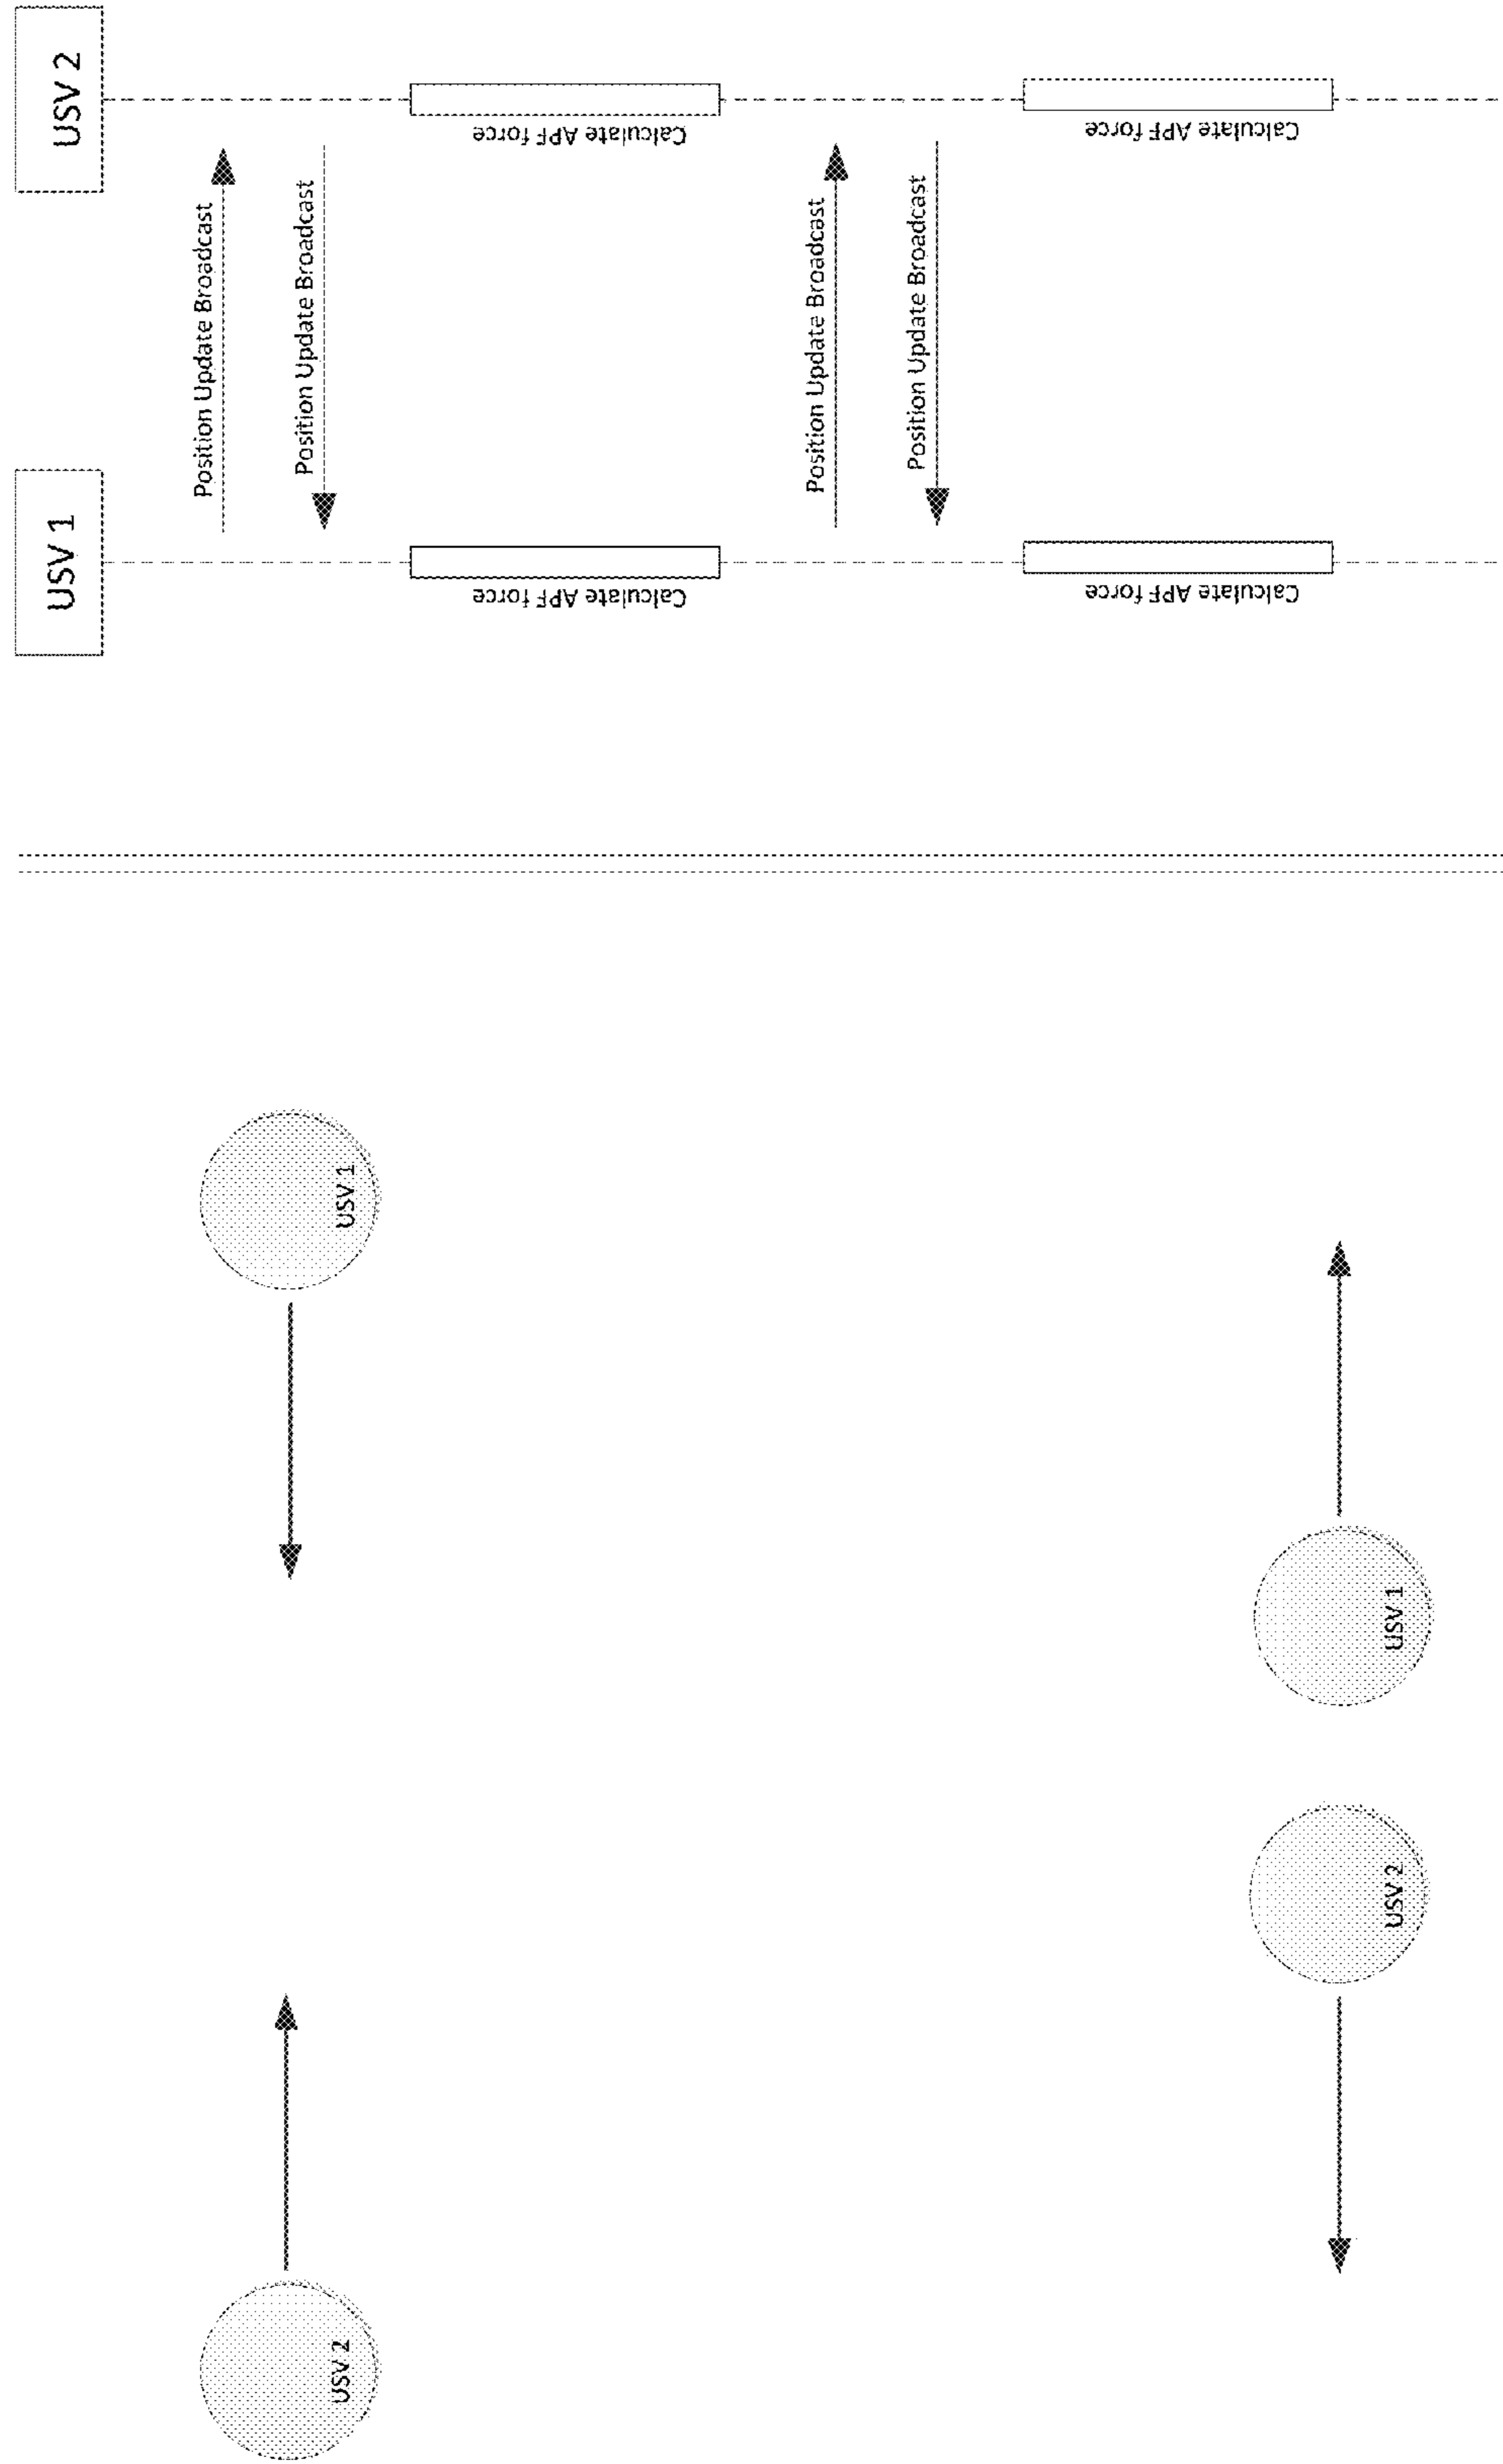 USV 1
USV 2
Position Update Broadcast
Position Update Broadcast
Calculate APF force
Calculate APF force
Position Update Broadcast
Position Update Broadcast
Calculate APF force
Calculate APF force
USV 2
USV 1
USV 2
USV 1